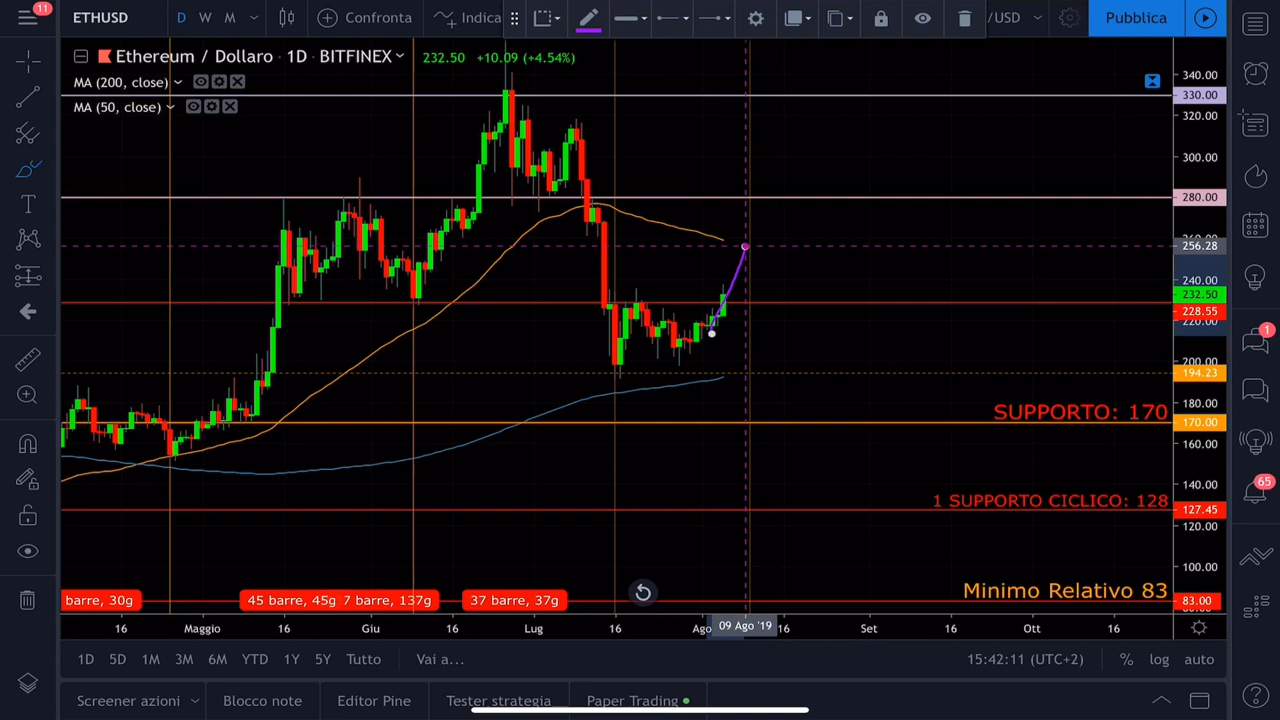 11
ETHUSD
D W M
Confronta
Indica
/USD
Pubblica
Ethereum / Dollaro · 1D · BITFINEX
232.50 +10.09 (+4.54%)
MA (200, close)
MA (50, close)
340.00
330.00
320.00
300.00
280.00
256.28
240.00
232.50
228.55
220.00
200.00
194.23
180.00
SUPPORTO: 170
170.00
160.00
140.00
1 SUPPORTO CICLICO: 128
127.45
120.00
100.00
Minimo Relativo 83
83.00
barre, 30g
45 barre, 45g
7 barre, 137g
37 barre, 37g
16 Maggio 16 Giu 16 Lug 16 Ago 09 Ago '19 16 Set 16 Ott 16
1D 5D 1M 3M 6M YTD 1Y 5Y Tutto Vai a...
15:42:11 (UTC+2) % log auto
Screener azioni Blocco note Editor Pine Tester strategia Paper Trading
1
65